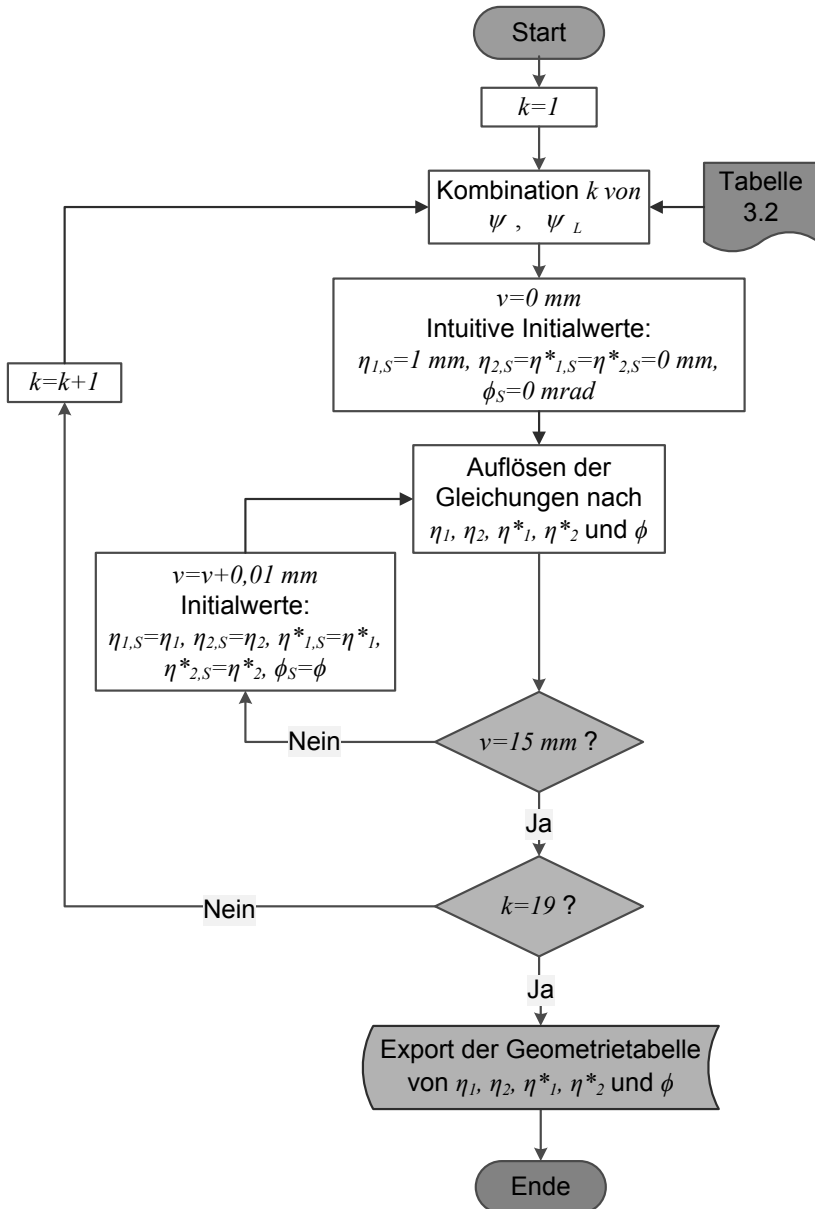 Start
k=1
Kombination k von
ψ , ψ L
Tabelle
3.2
v=0 mm
Intuitive Initialwerte:
η1,S=1 mm, η2,S=η*1,S=η*2,S=0 mm,
ϕS=0 mrad
k=k+1
Auflösen der
Gleichungen nach
η1, η2, η*1, η*2 und ϕ
v=v+0,01 mm
Initialwerte:
η1,S=η1, η2,S=η2, η*1,S=η*1,
η*2,S=η*2, ϕS=ϕ
Nein
v=15 mm ?
Ja
Nein
k=19 ?
Ja
Export der Geometrietabelle
von η1, η2, η*1, η*2 und ϕ
Ende